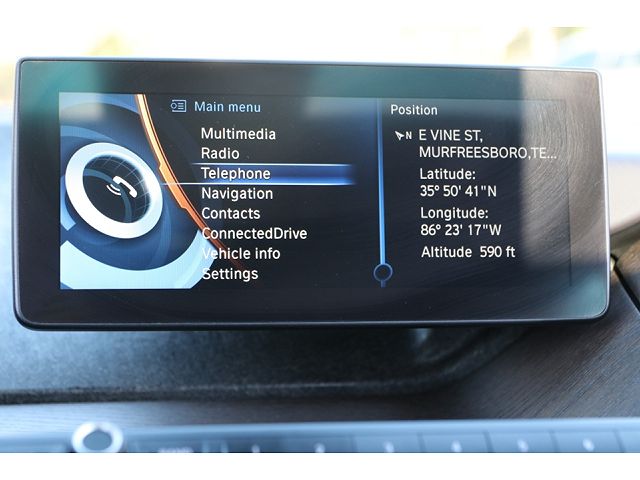 Main menu
Multimedia
Radio
Telephone
Navigation
Contacts
ConnectedDrive
Vehicle info
Settings
Position
N E VINE ST,
MURFREESBORO,TE...
Latitude:
35° 50' 41"N
Longitude:
86° 23' 17"W
Altitude 590 ft